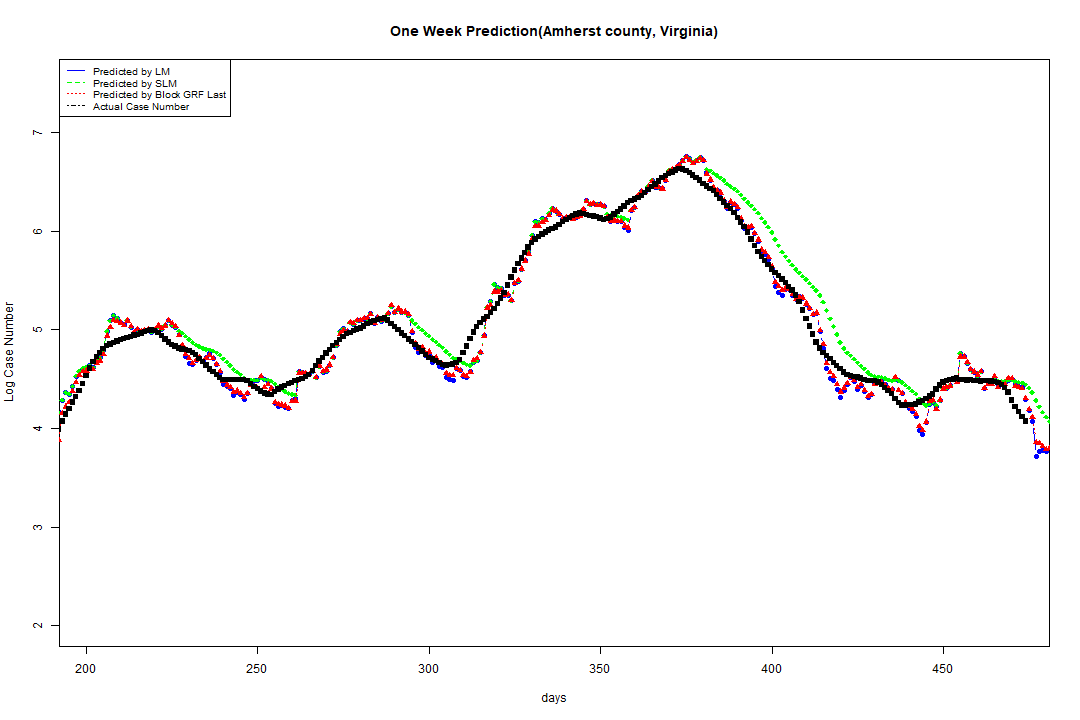 One Week Prediction(Amherst county, Virginia)
Predicted by LM
Predicted by SLM
Predicted by Block GRF Last
Actual Case Number
7
6
5
4
3
2
Log Case Number
200 250 300 350 400 450
days